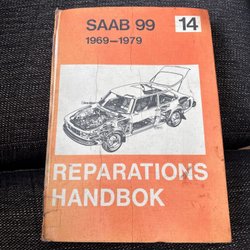 SAAB 99
14
1969—1979
REPARATIONS
HANDBOK